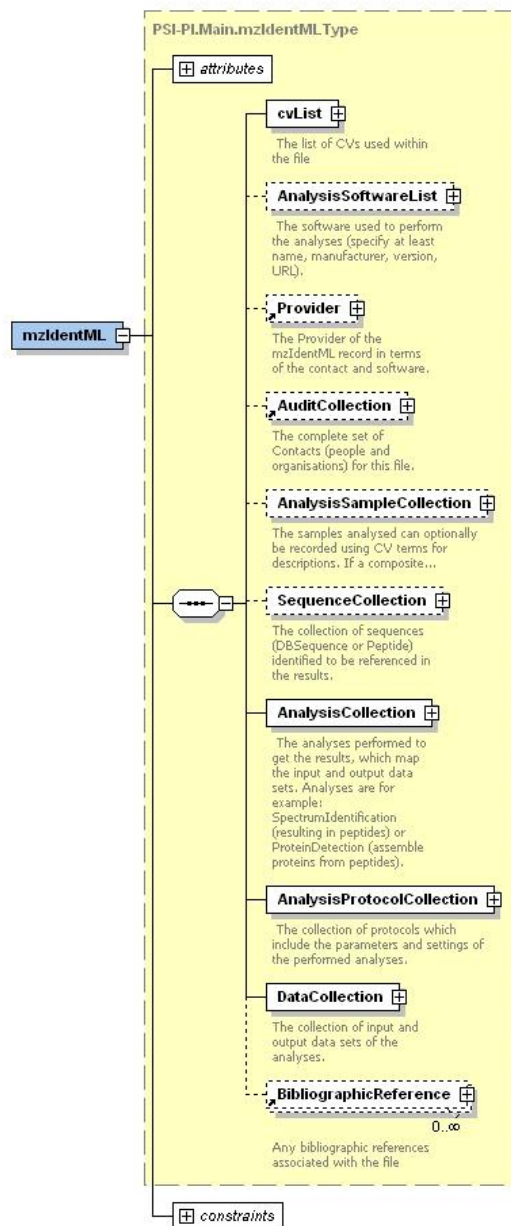 PSI-PI.Main.mzIdentMLType
attributes
cvList
The list of CVs used within
the file
AnalysisSoftwareList
The software used to perform
the analyses (specify at least
name, manufacturer, version,
URL).
mzIdentML
Provider
The Provider of the
mzIdentML record in terms
of the contact and software.
AuditCollection
The complete set of
Contacts (people and
organisations) for this file.
AnalysisSampleCollection
The samples analysed can optionally
be recorded using CV terms for
descriptions. If a composite...
SequenceCollection
The collection of sequences
(DBSequence or Peptide)
identified to be referenced in
the results.
AnalysisCollection
The analyses performed to
get the results, which map
the input and output data
sets. Analyses are for
example:
SpectrumIdentification
(resulting in peptides) or
ProteinDetection (assemble
proteins from peptides).
AnalysisProtocolCollection
The collection of protocols which
include the parameters and settings of
the performed analyses.
DataCollection
The collection of input and
output data sets of the
analyses.
BibliographicReference
0..∞
Any bibliographic references
associated with the file
constraints